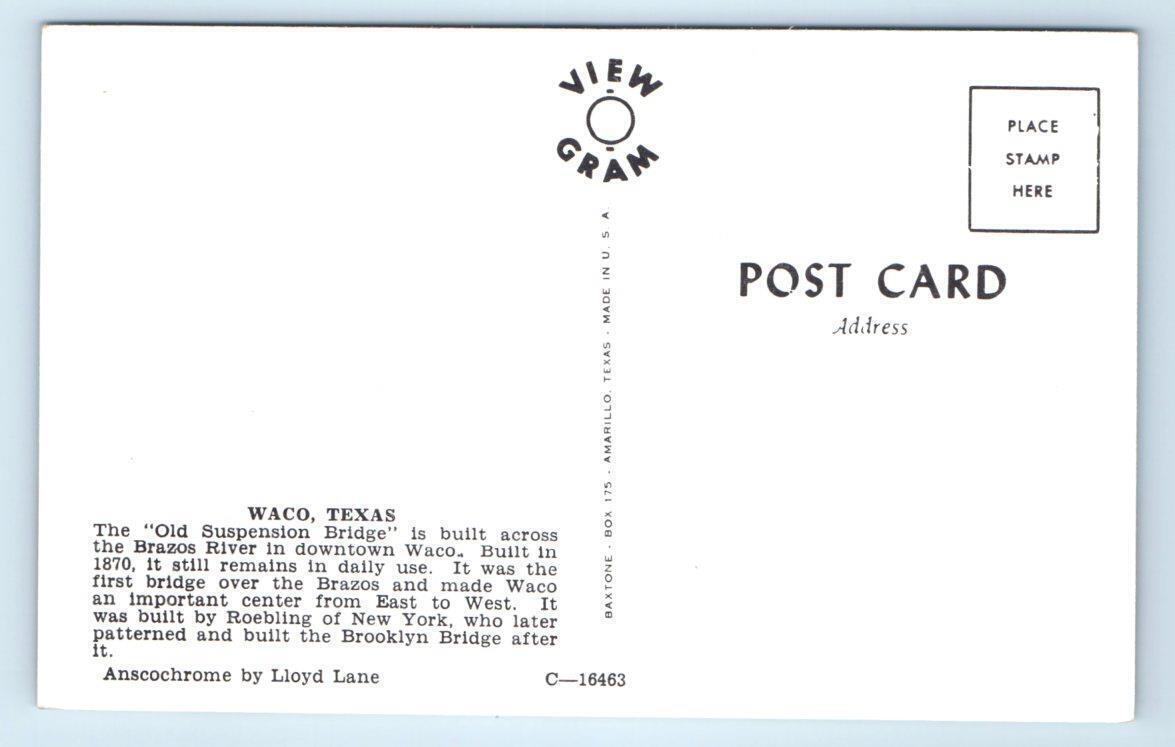 VIEW
GRAM
PLACE
STAMP
HERE
POST CARD
Address
BAXTONE - BOX 175 - AMARILLO, TEXAS - MADE IN U. S. A.
WACO, TEXAS
The "Old Suspension Bridge" is built across
the Brazos River in downtown Waco. Built in
1870, it still remains in daily use. It was the
first bridge over the Brazos and made Waco
an important center from East to West. It
was built by Roebling of New York, who later
patterned and built the Brooklyn Bridge after
it.
Anscochrome by Lloyd Lane
C—16463